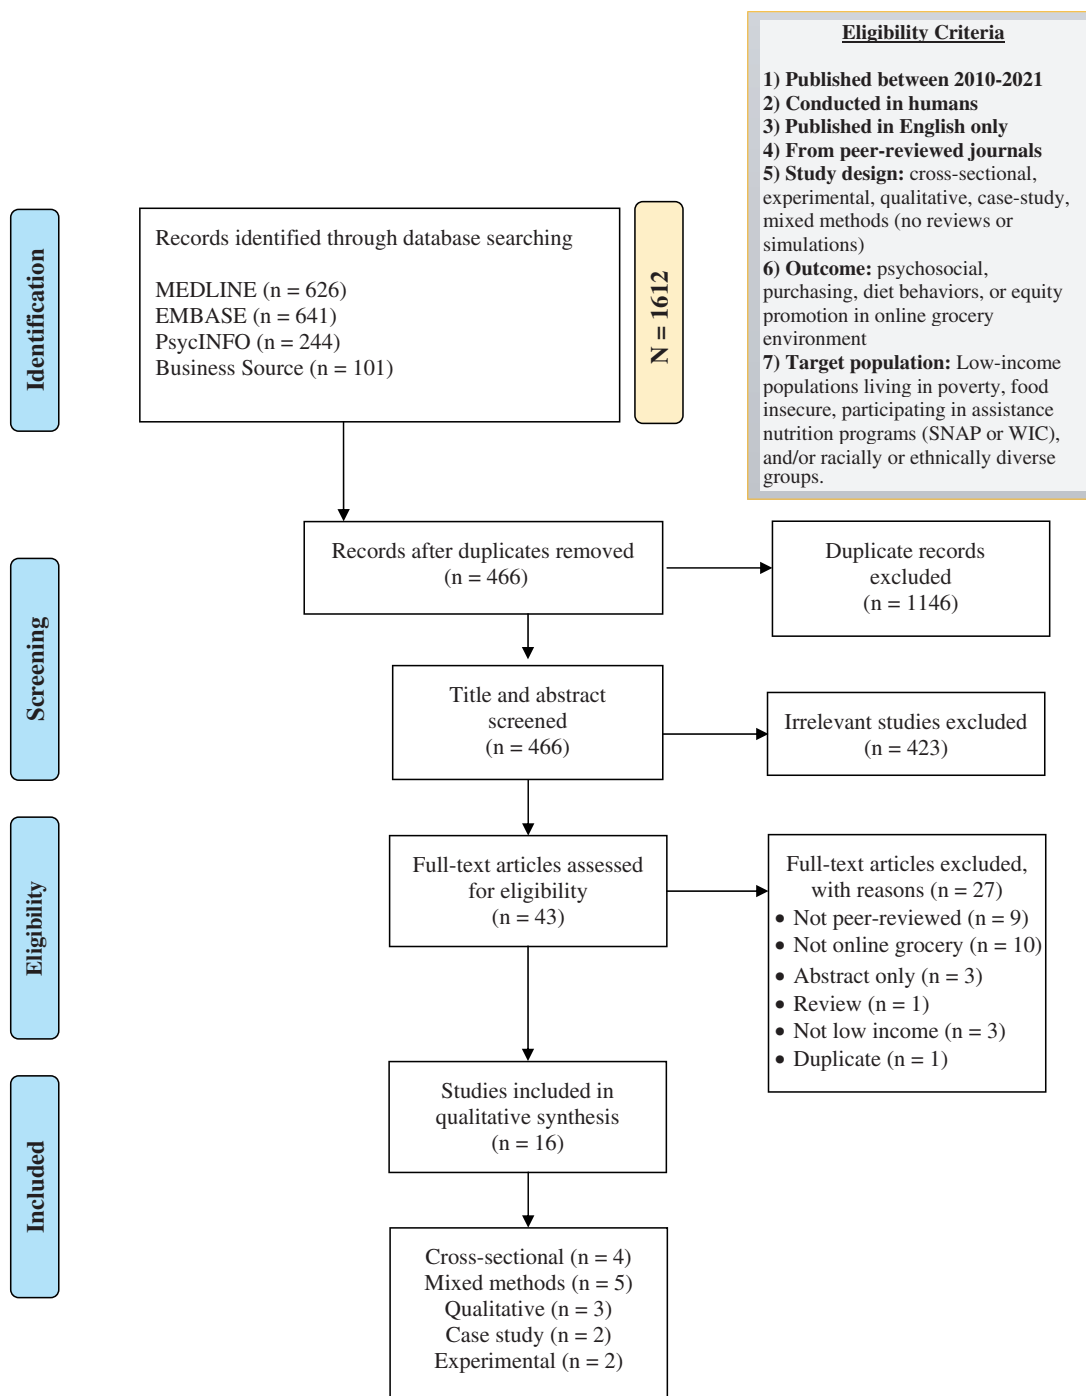 Eligibility Criteria
1) Published between 2010-2021
2) Conducted in humans
3) Published in English only
4) From peer-reviewed journals
5) Study design: cross-sectional,
experimental, qualitative, case-study,
mixed methods (no reviews or
simulations)
6) Outcome: psychosocial,
purchasing, diet behaviors, or equity
promotion in online grocery
environment
7) Target population: Low-income
populations living in poverty, food
insecure, participating in assistance
nutrition programs (SNAP or WIC),
and/or racially or ethnically diverse
groups.
Identification
Records identified through database searching
MEDLINE (n = 626)
EMBASE (n = 641)
PsycINFO (n = 244)
Business Source (n = 101)
N = 1612
Screening
Records after duplicates removed
(n = 466)
Duplicate records
excluded
(n = 1146)
Title and abstract
screened
(n = 466)
Irrelevant studies excluded
(n = 423)
Eligibility
Full-text articles assessed
for eligibility
(n = 43)
Full-text articles excluded,
with reasons (n = 27)
• Not peer-reviewed (n = 9)
• Not online grocery (n = 10)
• Abstract only (n = 3)
• Review (n = 1)
• Not low income (n = 3)
• Duplicate (n = 1)
Included
Studies included in
qualitative synthesis
(n = 16)
Cross-sectional (n = 4)
Mixed methods (n = 5)
Qualitative (n = 3)
Case study (n = 2)
Experimental (n = 2)